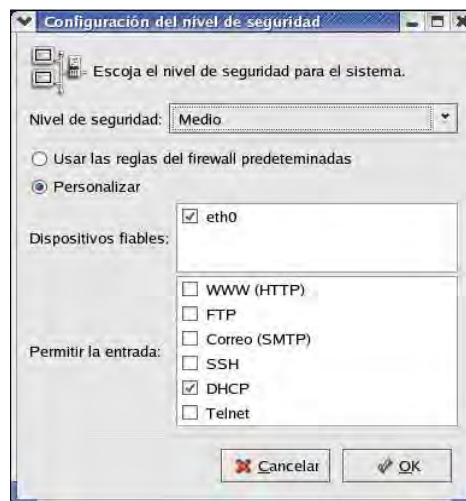 Configuración del nivel de seguridad
Escoja el nivel de seguridad para el sistema.
Nivel de seguridad: Medio
Usar las reglas del firewall predeteminadas
Personalizar
Dispositivos fiables: eth0
Permitir la entrada:
WWW (HTTP)
FTP
Correo (SMTP)
SSH
DHCP
Telnet
Cancelar
OK